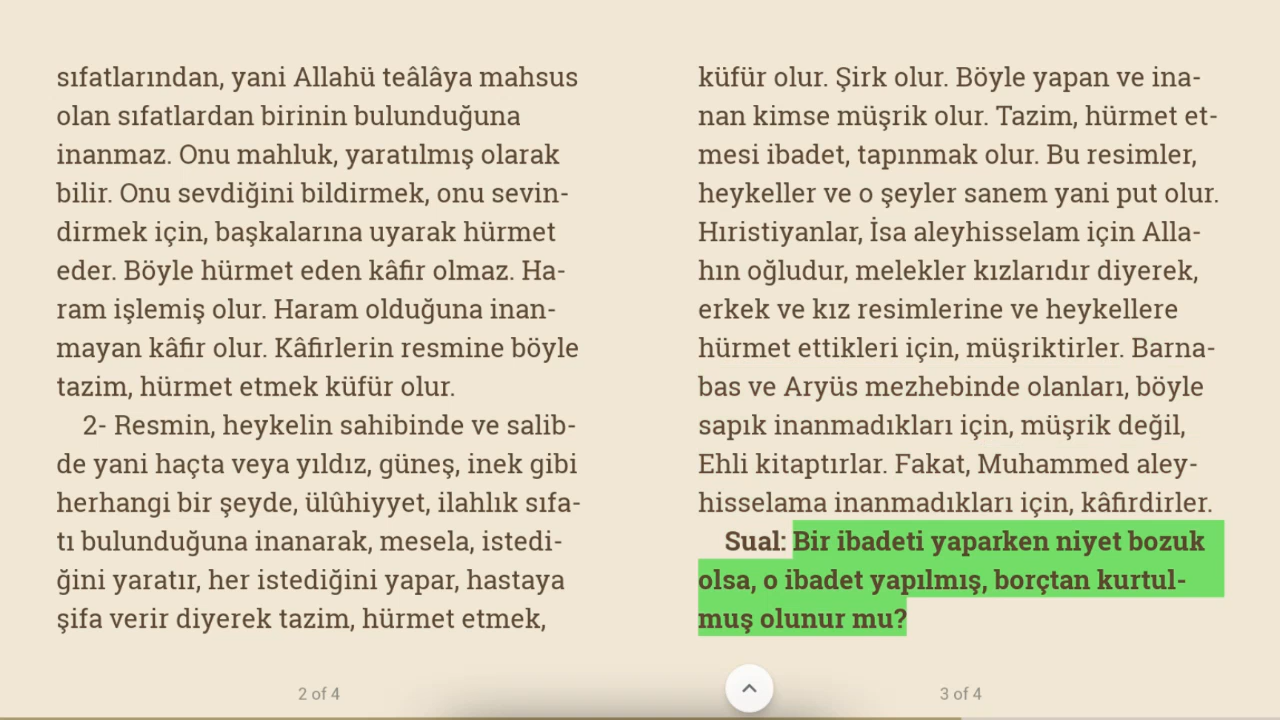 sıfatlarından, yani Allahü teâlâya mahsus
olan sıfatlardan birinin bulunduğuna
inanmaz. Onu mahluk, yaratılmış olarak
bilir. Onu sevdiğini bildirmek, onu sevin-
dirmek için, başkalarına uyarak hürmet
eder. Böyle hürmet eden kâfir olmaz. Ha-
ram işlemiş olur. Haram olduğuna inan-
mayan kâfir olur. Kâfirlerin resmine böyle
tazim, hürmet etmek küfür olur.
2- Resmin, heykelin sahibinde ve salib-
de yani haçta veya yıldız, güneş, inek gibi
herhangi bir şeyde, ülûhiyyet, ilahlık sıfa-
tı bulunduğuna inanarak, mesela, istedi-
ğini yaratır, her istediğini yapar, hastaya
şifa verir diyerek tazim, hürmet etmek,
2 of 4
küfür olur. Şirk olur. Böyle yapan ve ina-
nan kimse müşrik olur. Tazim, hürmet et-
mesi ibadet, tapınmak olur. Bu resimler,
heykeller ve o şeyler sanem yani put olur.
Hıristiyanlar, İsa aleyhisselam için Alla-
hın oğludur, melekler kızlarıdır diyerek,
erkek ve kız resimlerine ve heykellere
hürmet ettikleri için, müşriktirler. Barna-
bas ve Aryüs mezhebinde olanları, böyle
sapık inanmadıkları için, müşrik değil,
Ehli kitaptırlar. Fakat, Muhammed aley-
hisselama inanmadıkları için, kâfirdirler.
Sual: Bir ibadeti yaparken niyet bozuk
olsa, o ibadet yapılmış, borçtan kurtul-
muş olunur mu?
3 of 4